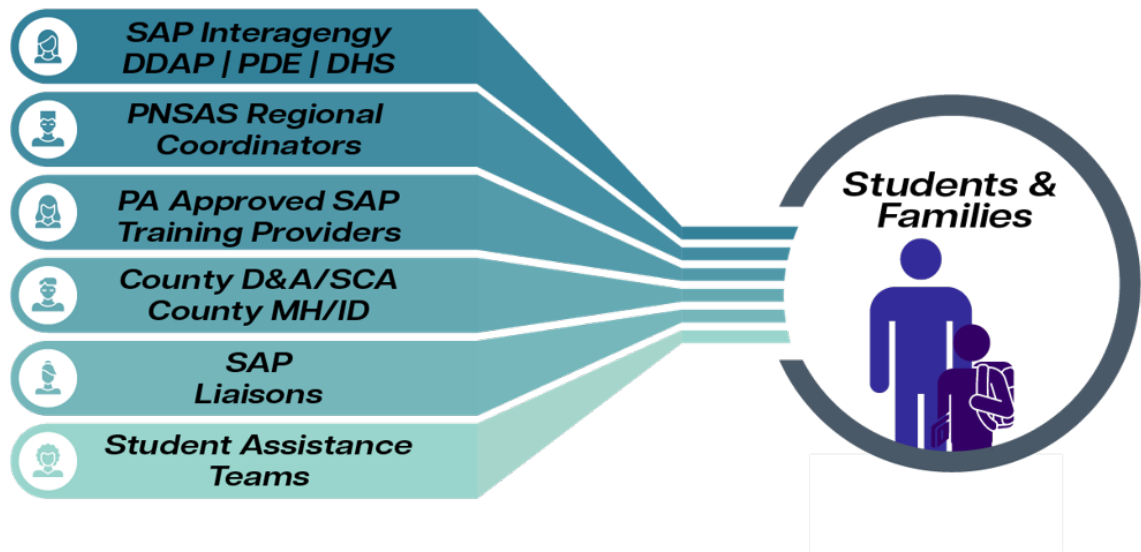 SAP Interagengy
DDAP | PDE | DHS
PNSAS Regional
Coordinators
PA Approved SAP
Training Providers
County D&A/SCA
County MH/ID
SAP
Liaisons
Student Assistance
Teams
Students &
Families